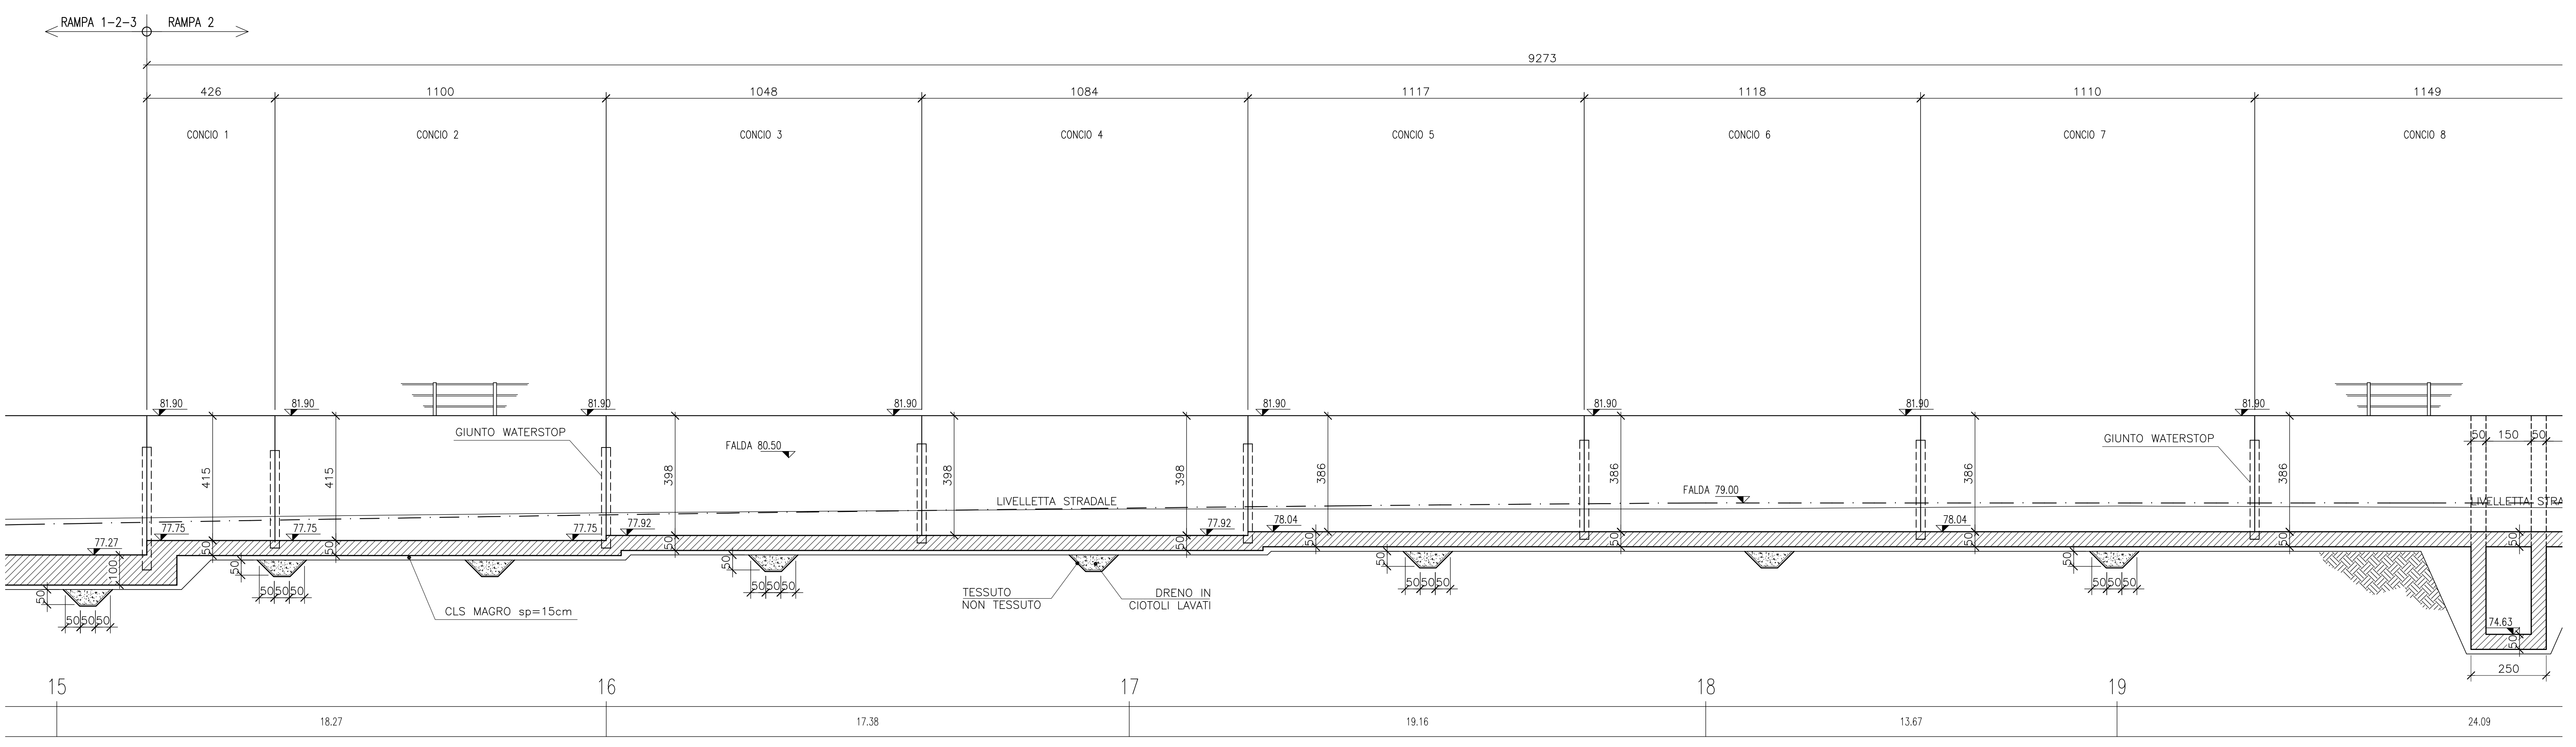 RAMPA 1-2-3 RAMPA 2
9273
426 1100 1048 1084 1117 1118 1110 1149
CONCIO 1 CONCIO 2 CONCIO 3 CONCIO 4 CONCIO 5 CONCIO 6 CONCIO 7 CONCIO 8
81.90 81.90 81.90 81.90 81.90 81.90 81.90 81.90
GIUNTO WATERSTOP
FALDA 80.50
GIUNTO WATERSTOP
50 150 50
415 415 398 398 398 386 386 386 386
FALDA 79.00
LIVELLETTA STRADALE
LIVELLETTA STRA
77.75 77.75 77.75 77.92 77.92 78.04 78.04
77.27
50 50 50 50 50 50 50 50 50
100
50 50 50 50 50
50 50 50
50 50 50
50 50 50
50 50 50
50 50 50
TESSUTO
NON TESSUTO
DRENO IN
CIOTOLI LAVATI
CLS MAGRO sp=15cm
50
74.63
50
250
15 16 17 18 19
18.27 17.38 19.16 13.67 24.09